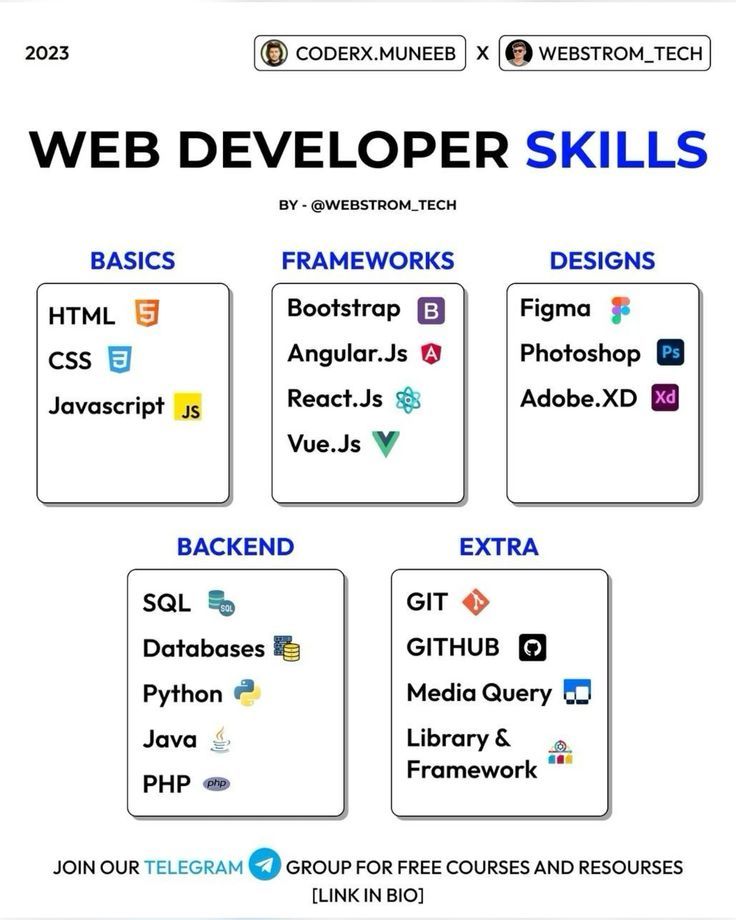 2023
CODERX.MUNEEB X WEBSTROM_TECH
WEB DEVELOPER SKILLS
BY - @WEBSTROM_TECH
BASICS
HTML 5
CSS 3
Javascript JS
FRAMEWORKS
Bootstrap B
Angular.Js A
React.Js
Vue.Js
DESIGNS
Figma
Photoshop Ps
Adobe.XD Xd
BACKEND
SQL SQL
Databases
Python
Java
PHP php
EXTRA
GIT
GITHUB
Media Query
Library &
Framework
JOIN OUR TELEGRAM GROUP FOR FREE COURSES AND RESOURSES
[LINK IN BIO]